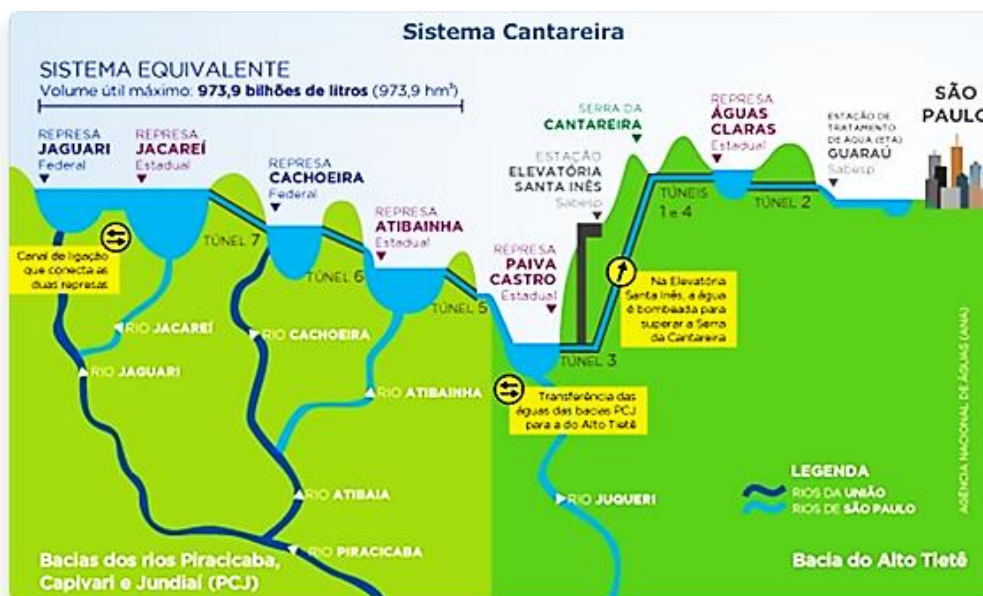 Sistema Cantareira
SISTEMA EQUIVALENTE
Volume útil máximo: 973,9 bilhões de litros (973,9 hm³)
REPRESA
JAGUARI
Federal
REPRESA
JACAREÍ
Estadual
REPRESA
CACHOEIRA
Federal
REPRESA
ATIBAINHA
Estadual
REPRESA
PAIVA
CASTRO
Estadual
ESTAÇÃO
ELEVATÓRIA
SANTA INÊS
Sabesp
SERRA DA
CANTAREIRA
REPRESA
ÁGUAS
CLARAS
Estadual
ESTAÇÃO DE
TRATAMENTO
DE ÁGUA (ETA)
GUARAÚ
Sabesp
SÃO
PAULO
TÚNEL 7
TÚNEL 6
TÚNEL 5
TÚNEL 3
TÚNEIS
1 e 4
TÚNEL 2
Canal de ligação
que conecta as
duas represas
Na Elevatória
Santa Inês, a água
é bombeada para
superar a Serra
da Cantareira
Transferência das
águas das bacias PCJ
para a do Alto Tietê
RIO JACAREÍ
RIO JAGUARI
RIO CACHOEIRA
RIO ATIBAINHA
RIO ATIBAIA
RIO PIRACICABA
RIO JUQUERI
LEGENDA
RIOS DA UNIÃO
RIOS DE SÃO PAULO
Bacias dos rios Piracicaba,
Capivari e Jundiaí (PCJ)
Bacia do Alto Tietê
AGÊNCIA NACIONAL DE ÁGUAS (ANA)